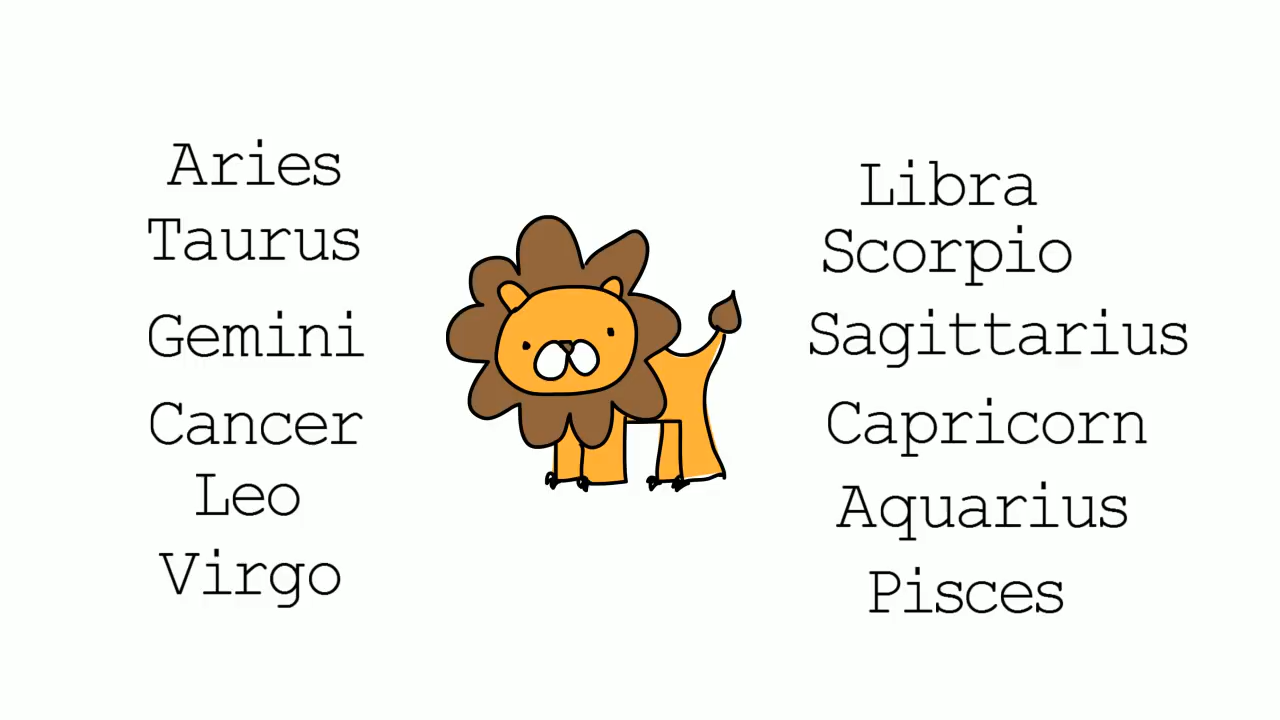 Aries
Taurus
Gemini
Cancer
Leo
Virgo
Libra
Scorpio
Sagittarius
Capricorn
Aquarius
Pisces